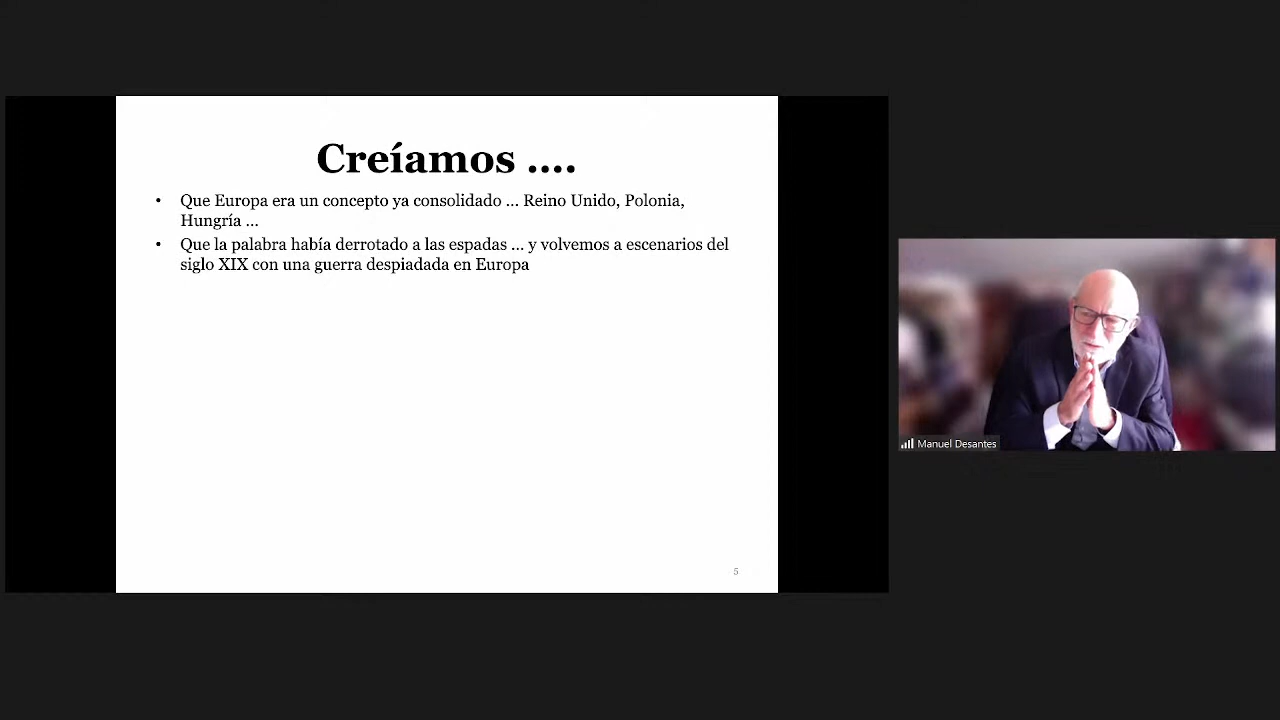 Creíamos ....
• Que Europa era un concepto ya consolidado ... Reino Unido, Polonia,
Hungría ...
• Que la palabra había derrotado a las espadas ... y volvemos a escenarios del
siglo XIX con una guerra despiadada en Europa
5
Manuel Desantes